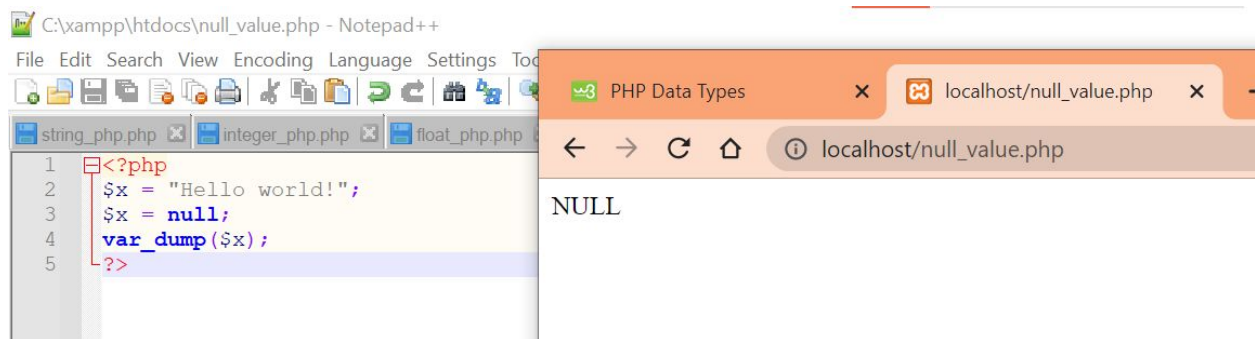 C:\xampp\htdocs\null_value.php - Notepad++
File Edit Search View Encoding Language Settings
string_php.php integer_php.php float_php.php
1 <?php
2 $x = "Hello world!";
3 $x = null;
4 var_dump($x);
5 ?>
PHP Data Types localhost/null_value.php
localhost/null_value.php
NULL